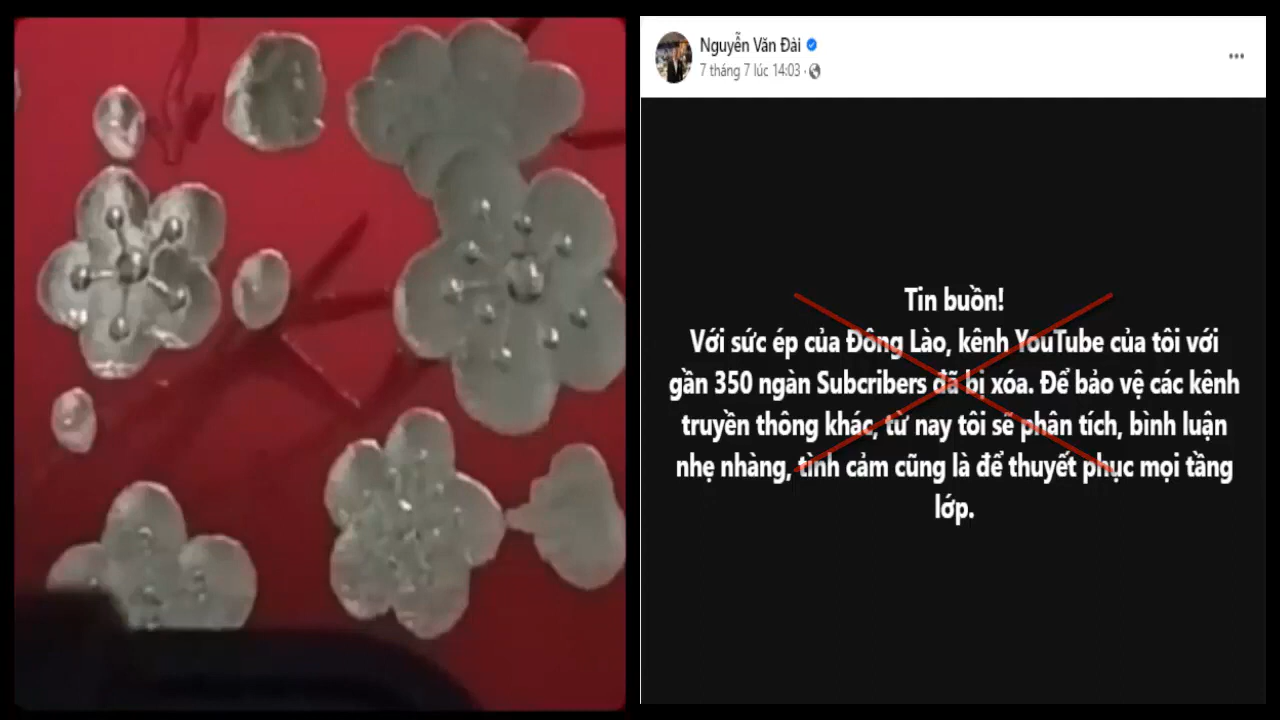 Nguyễn Văn Đài
7 tháng 7 lúc 14:03 ·
Tin buồn!
Với sức ép của Đông Lào, kênh YouTube của tôi với
gần 350 ngàn Subcribers đã bị xóa. Để bảo vệ các kênh
truyền thông khác, từ nay tôi sẽ phân tích, bình luận
nhẹ nhàng, tình cảm cũng là để thuyết phục mọi tầng
lớp.